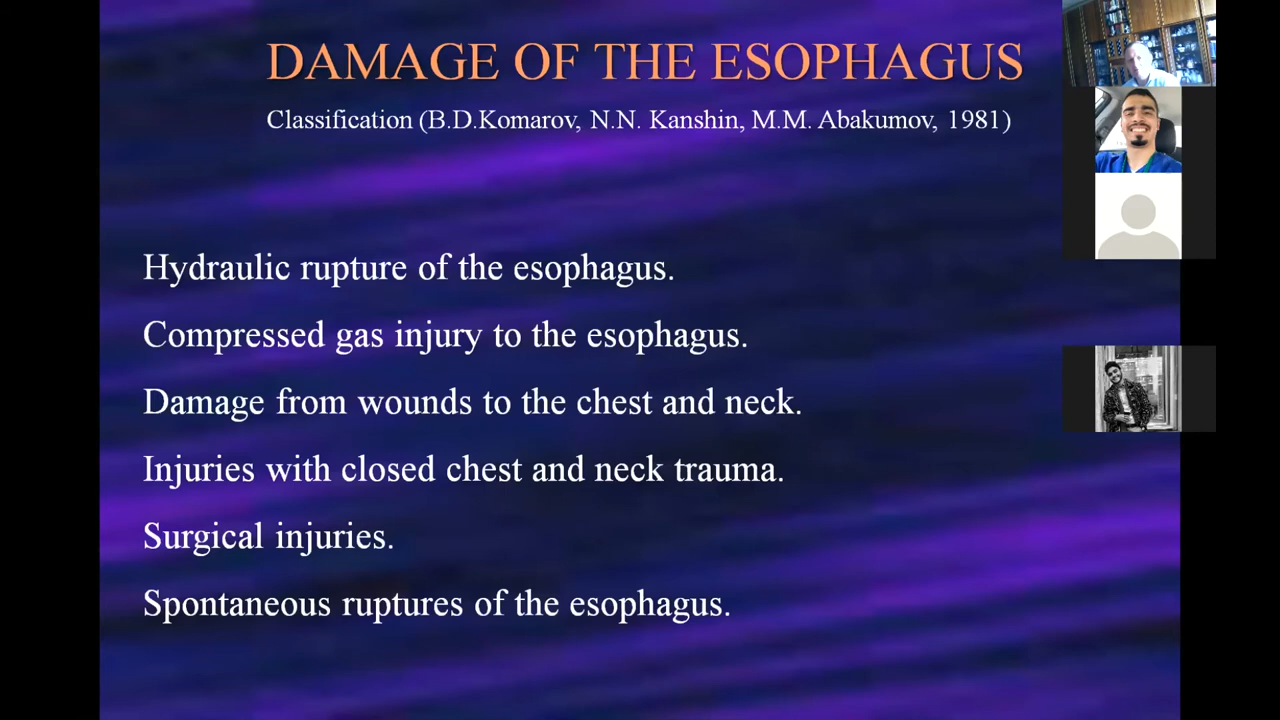 DAMAGE OF THE ESOPHAGUS
Classification (B.D.Komarov, N.N. Kanshin, M.M. Abakumov, 1981)
Hydraulic rupture of the esophagus.
Compressed gas injury to the esophagus.
Damage from wounds to the chest and neck.
Injuries with closed chest and neck trauma.
Surgical injuries.
Spontaneous ruptures of the esophagus.